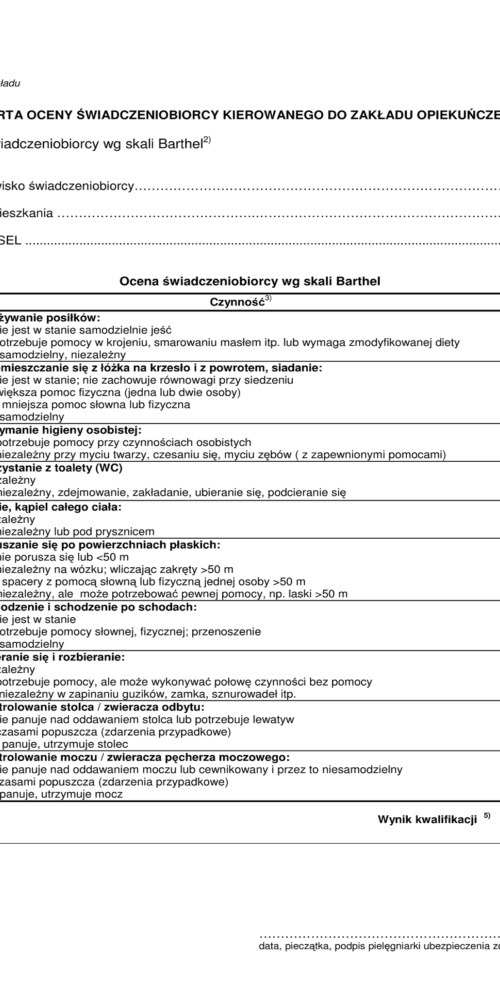 ładu
RTA OCENY ŚWIADCZENIOBIORCY KIEROWANEGO DO ZAKŁADU OPIEKUŃCZE
iadczeniobiorcy wg skali Barthel2)
isko świadczeniobiorcy……………………………………………………………
ieszkania ……………………………………………………………………………
SEL ..............................................................................................................
Ocena świadczeniobiorcy wg skali Barthel
Czynność3)
żywanie posiłków:
ie jest w stanie samodzielnie jeść
otrzebuje pomocy w krojeniu, smarowaniu masłem itp. lub wymaga zmodyfikowanej diety
samodzielny, niezależny
emieszczanie się z łóżka na krzesło i z powrotem, siadanie:
ie jest w stanie; nie zachowuje równowagi przy siedzeniu
większa pomoc fizyczna (jedna lub dwie osoby)
mniejsza pomoc słowna lub fizyczna
samodzielny
ymanie higieny osobistej:
potrzebuje pomocy przy czynnościach osobistych
niezależny przy myciu twarzy, czesaniu się, myciu zębów ( z zapewnionymi pomocami)
zystanie z toalety (WC)
zależny
niezależny, zdejmowanie, zakładanie, ubieranie się, podcieranie się
ie, kąpiel całego ciała:
zależny
niezależny lub pod prysznicem
uszanie się po powierzchniach płaskich:
nie porusza się lub <50 m
niezależny na wózku; wliczając zakręty >50 m
spacery z pomocą słowną lub fizyczną jednej osoby >50 m
niezależny, ale może potrzebować pewnej pomocy, np. laski >50 m
hodzenie i schodzenie po schodach:
ie jest w stanie
otrzebuje pomocy słownej, fizycznej; przenoszenie
samodzielny
eranie się i rozbieranie:
zależny
potrzebuje pomocy, ale może wykonywać połowę czynności bez pomocy
niezależny w zapinaniu guzików, zamka, sznurowadeł itp.
trolowanie stolca / zwieracza odbytu:
ie panuje nad oddawaniem stolca lub potrzebuje lewatyw
czasami popuszcza (zdarzenia przypadkowe)
panuje, utrzymuje stolec
trolowanie moczu / zwieracza pęcherza moczowego:
ie panuje nad oddawaniem moczu lub cewnikowany i przez to niesamodzielny
zasami popuszcza (zdarzenia przypadkowe)
panuje, utrzymuje mocz
Wynik kwalifikacji 5)
……………………………………………
data, pieczątka, podpis pielęgniarki ubezpieczenia z